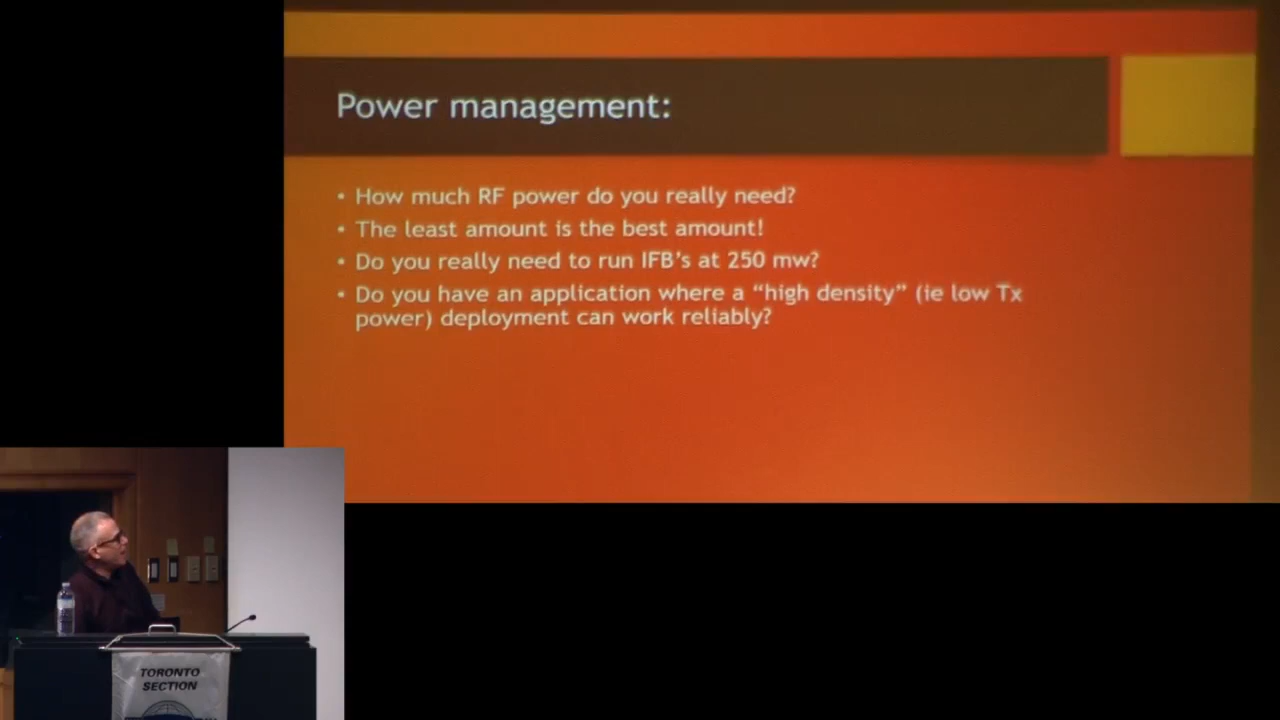 Power management:
• How much RF power do you really need?
• The least amount is the best amount!
• Do you really need to run IFB's at 250 mw?
• Do you have an application where a “high density” (ie low Tx
power) deployment can work reliably?
TORONTO
SECTION